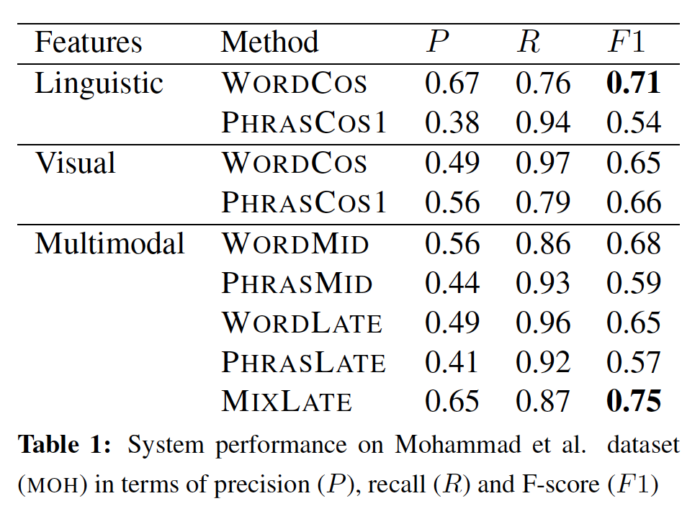 Features Method P R F1
Linguistic WORDCOS 0.67 0.76 0.71
PHRASCOS1 0.38 0.94 0.54
Visual WORDCOS 0.49 0.97 0.65
PHRASCOS1 0.56 0.79 0.66
Multimodal WORDMID 0.56 0.86 0.68
PHRASMID 0.44 0.93 0.59
WORDLATE 0.49 0.96 0.65
PHRASLATE 0.41 0.92 0.57
MIXLATE 0.65 0.87 0.75
Table 1: System performance on Mohammad et al. dataset
(MOH) in terms of precision (P), recall (R) and F-score (F1)